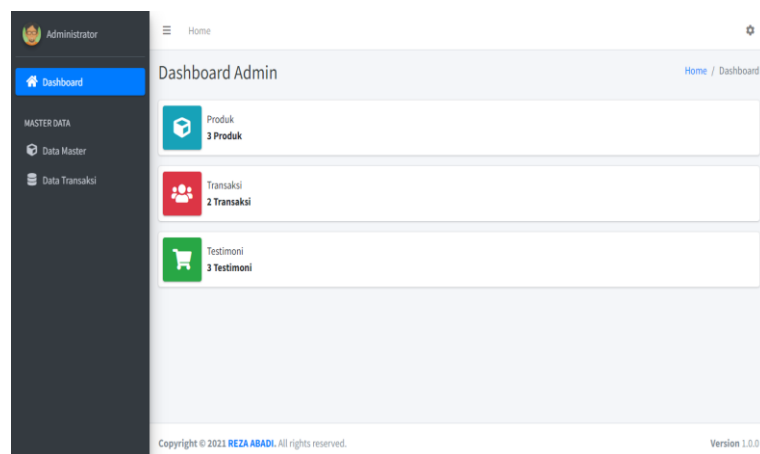 Administrator
Dashboard
MASTER DATA
Data Master
Data Transaksi
Home
Dashboard Admin
Home / Dashboard
Produk
3 Produk
Transaksi
2 Transaksi
Testimoni
3 Testimoni
Copyright © 2021 REZA ABADI. All rights reserved.
Version 1.0.0